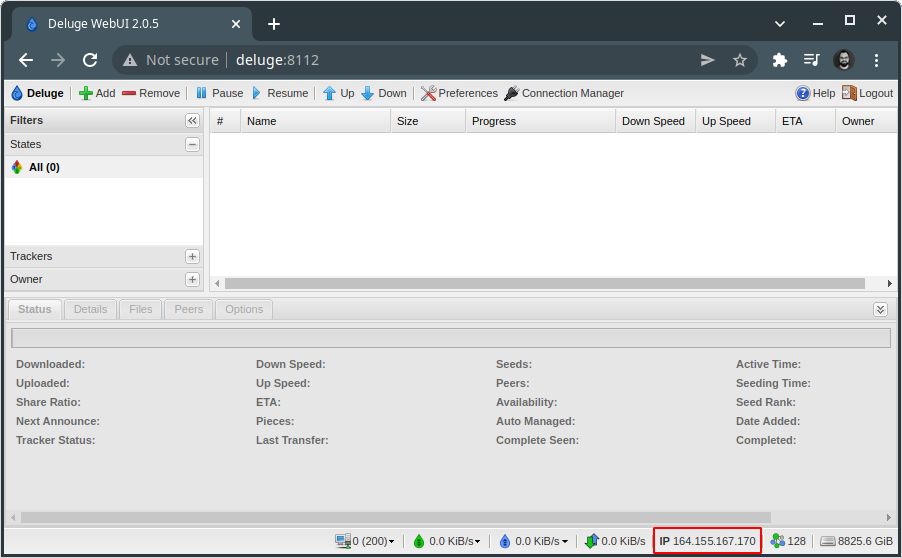 Deluge WebUI 2.0.5
Not secure deluge:8112
Deluge Add Remove Pause Resume Up Down Preferences Connection Manager Help Logout
Filters
States
All (0)
Trackers
Owner
# Name Size Progress Down Speed Up Speed ETA Owner
Status Details Files Peers Options
Downloaded: Down Speed: Seeds: Active Time:
Uploaded: Up Speed: Peers: Seeding Time:
Share Ratio: ETA: Availability: Seed Rank:
Next Announce: Pieces: Auto Managed: Date Added:
Tracker Status: Last Transfer: Complete Seen: Completed:
0 (200) 0.0 KiB/s 0.0 KiB/s 0.0 KiB/s IP 164.155.167.170 128 8825.6 GiB